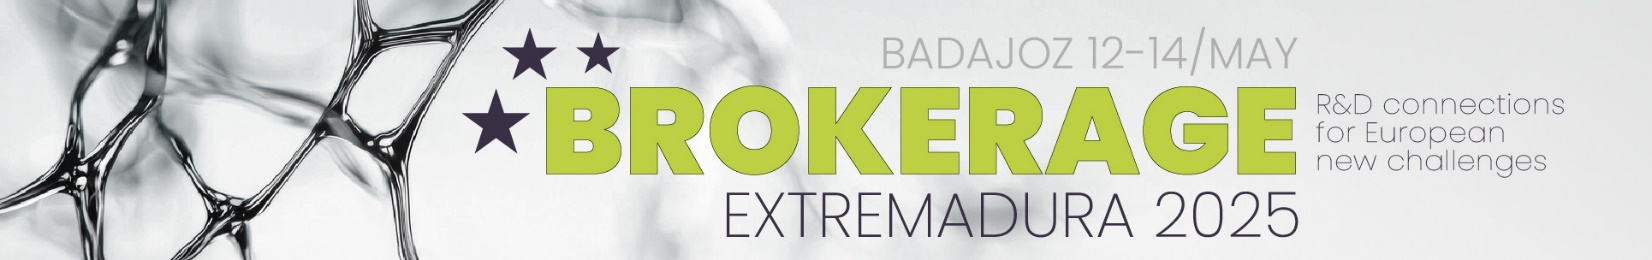 BADAJOZ 12-14/MAY
BROKERAGE
EXTREMADURA 2025
R&D connections
for European
new challenges